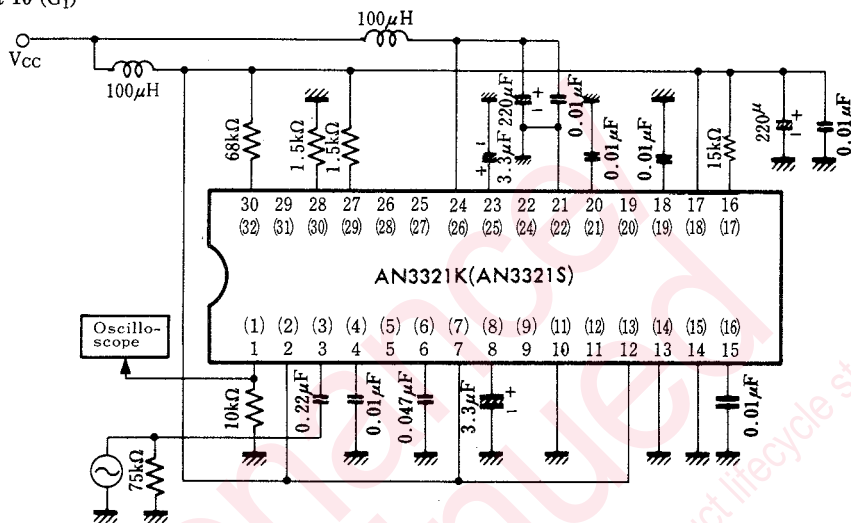 t 10 (G₁)
100μH
Vcc
100μH
68kΩ
1.5kΩ
1.5kΩ
3.3μF
220μF
0.01μF
0.01μF
0.01μF
15kΩ
220μ
0.01μF
30 29 28 27 26 25 24 23 22 21 20 19 18 17 16
(32) (31) (30) (29) (28) (27) (26) (25) (24) (22) (21) (20) (19) (18) (17)
AN3321K(AN3321S)
(1) (2) (3) (4) (5) (6) (7) (8) (9) (11) (12) (13) (14) (15) (16)
1 2 3 4 5 6 7 8 9 10 11 12 13 14 15
Oscillo-
scope
10kΩ
0.22μF
0.01μF
0.047μF
3.3μF
0.01μF
75kΩ
enance/
nued
uct lifecycle st